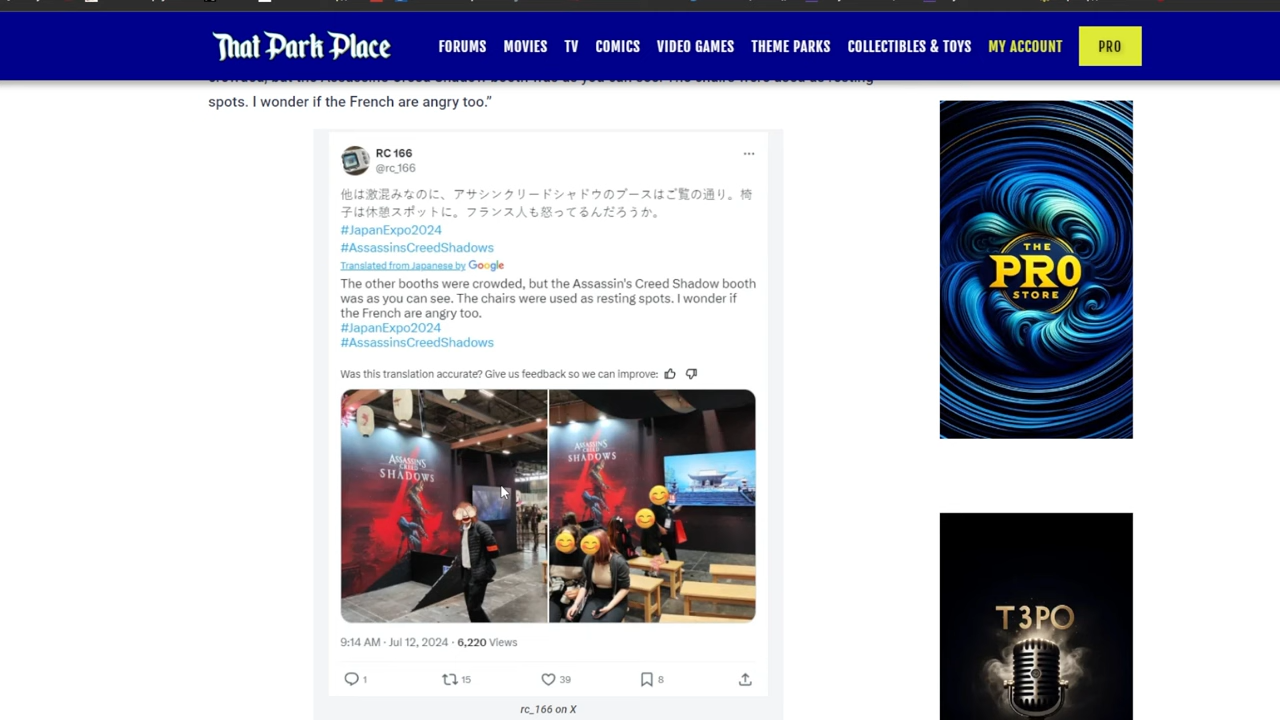 That Park Place
FORUMS MOVIES TV COMICS VIDEO GAMES THEME PARKS COLLECTIBLES & TOYS MY ACCOUNT PRO
spots. I wonder if the French are angry too.”
RC 166
@rc_166
他は激混みなのに、アサシンクリードシャドウのブースはご覧の通り。椅
子は休憩スポットに。フランス人も怒ってるんだろうか。
#JapanExpo2024
#AssassinsCreedShadows
Translated from Japanese by Google
The other booths were crowded, but the Assassin's Creed Shadow booth
was as you can see. The chairs were used as resting spots. I wonder if
the French are angry too.
#JapanExpo2024
#AssassinsCreedShadows
Was this translation accurate? Give us feedback so we can improve:
ASSASSIN'S
CREED
SHADOWS
ASSASSIN'S
CREED
SHADOWS
9:14 AM · Jul 12, 2024 · 6,220 Views
1 15 39 8
rc_166 on X
THE
PRO
STORE
T3PO